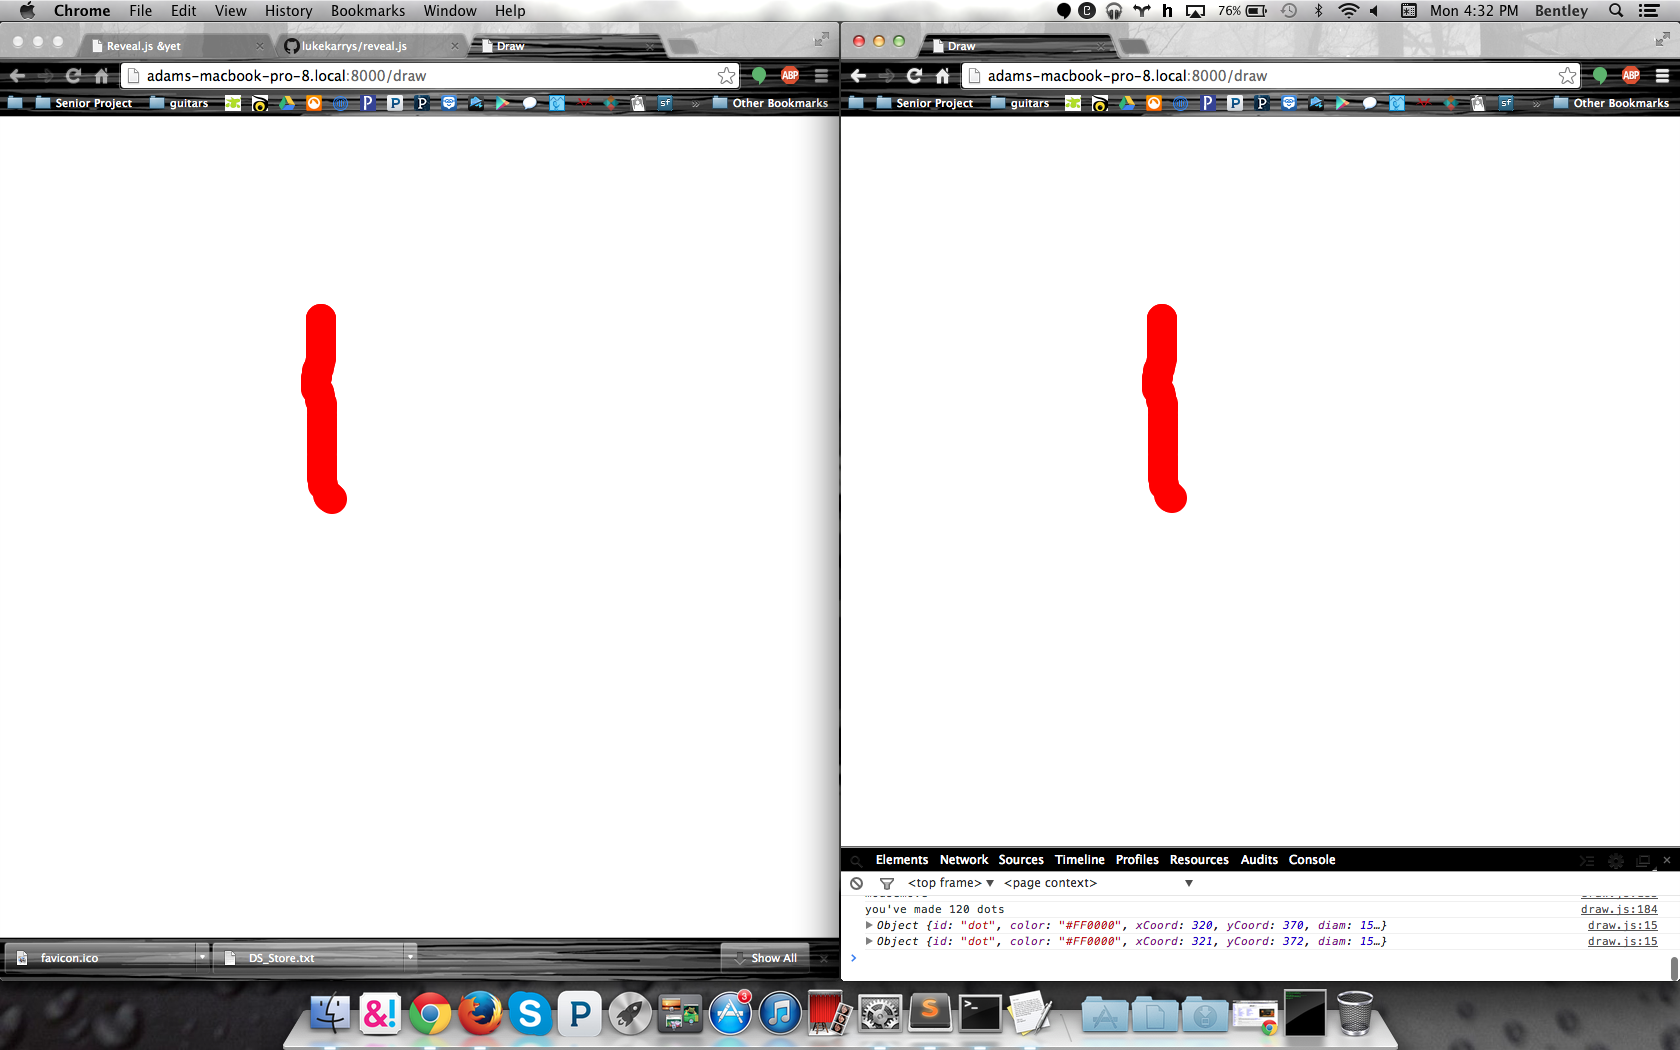 Chrome File Edit View History Bookmarks Window Help 76% Mon 4:32 PM Bentley
Reveal.js &yet lukekarrys/reveal.js Draw
adams-macbook-pro-8.local:8000/draw ABP
Senior Project guitars P P P sf » Other Bookmarks
Draw
adams-macbook-pro-8.local:8000/draw ABP
Senior Project guitars P P P sf » Other Bookmarks
Elements Network Sources Timeline Profiles Resources Audits Console
<top frame> <page context>
you've made 120 dots draw.js:184
Object {id: "dot", color: "#FF0000", xCoord: 320, yCoord: 370, diam: 15…} draw.js:15
Object {id: "dot", color: "#FF0000", xCoord: 321, yCoord: 372, diam: 15…} draw.js:15
favicon.ico DS_Store.txt Show All
&! S P 3 S >_